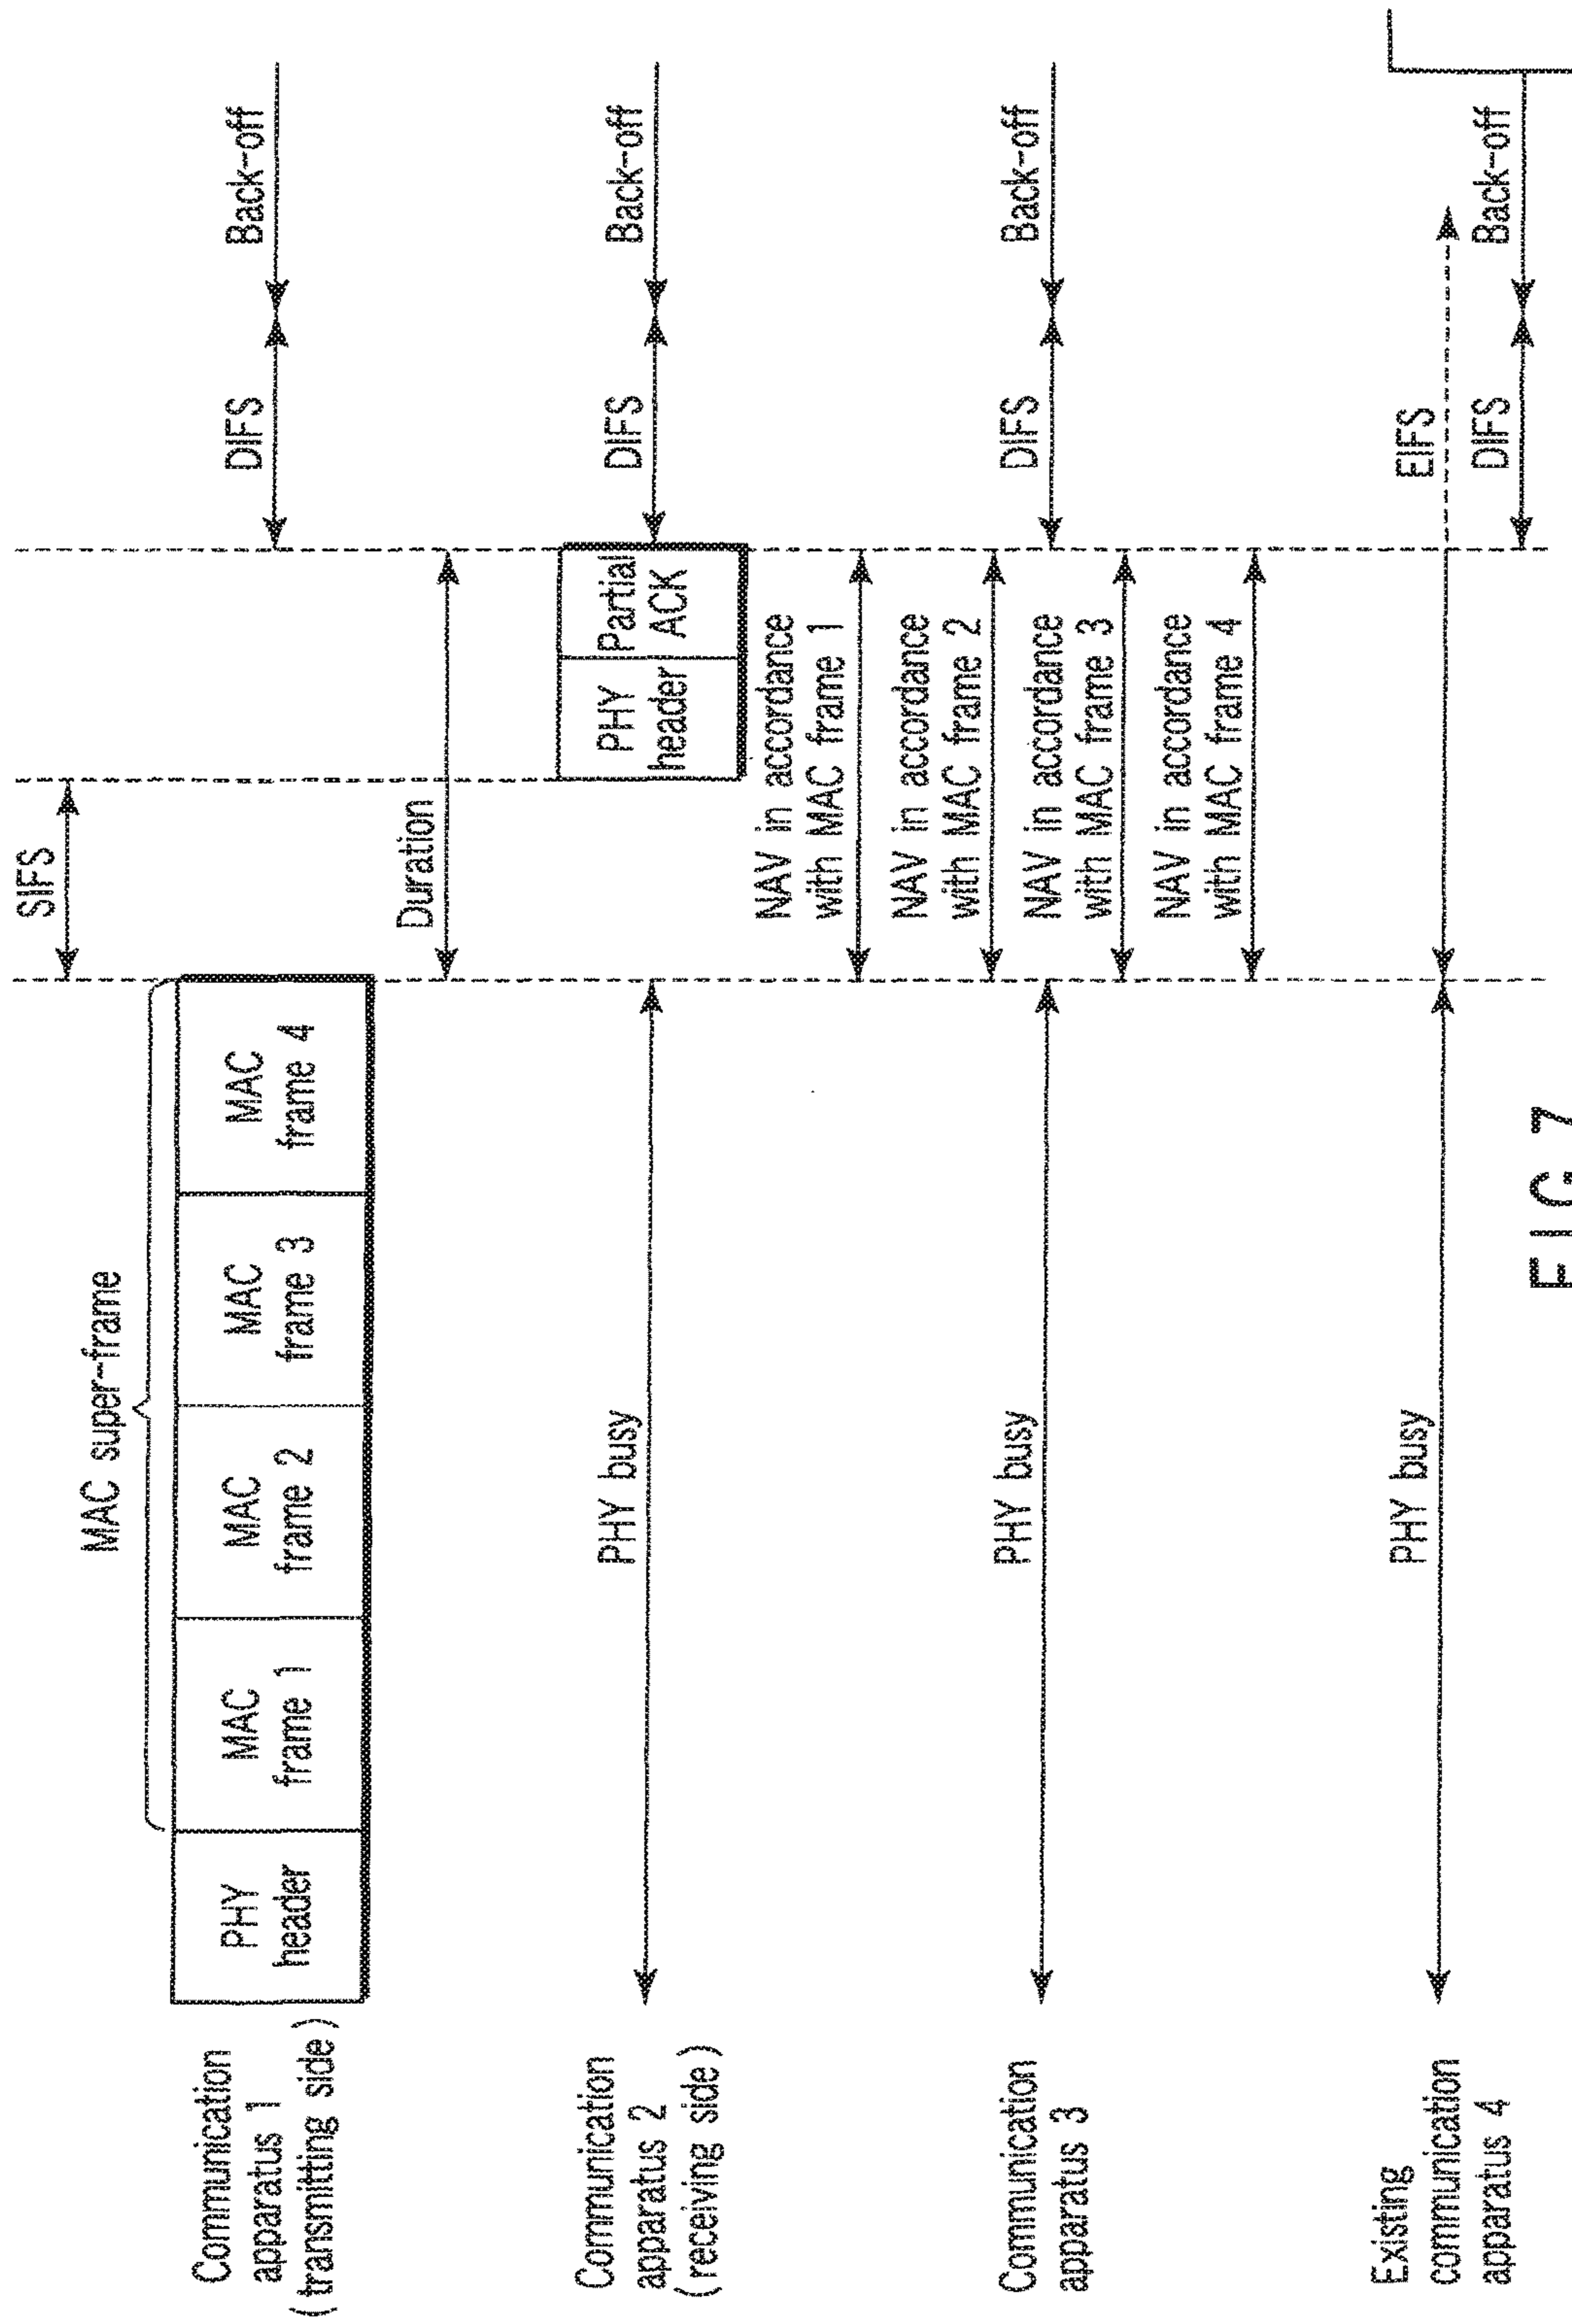 SIFS
MAC super-frame
Communication
apparatus 1
(transmitting side)
PHY
header
MAC
frame 1
MAC
frame 2
MAC
frame 3
MAC
frame 4
DIFS
Back-off
Duration
Communication
apparatus 2
(receiving side)
PHY busy
PHY
header
Partial
ACK
DIFS
Back-off
NAV in accordance
with MAC frame 1
NAV in accordance
with MAC frame 2
Communication
apparatus 3
PHY busy
NAV in accordance
with MAC frame 3
DIFS
Back-off
NAV in accordance
with MAC frame 4
Existing
communication
apparatus 4
PHY busy
EIFS
DIFS
Back-off
FIG. 7